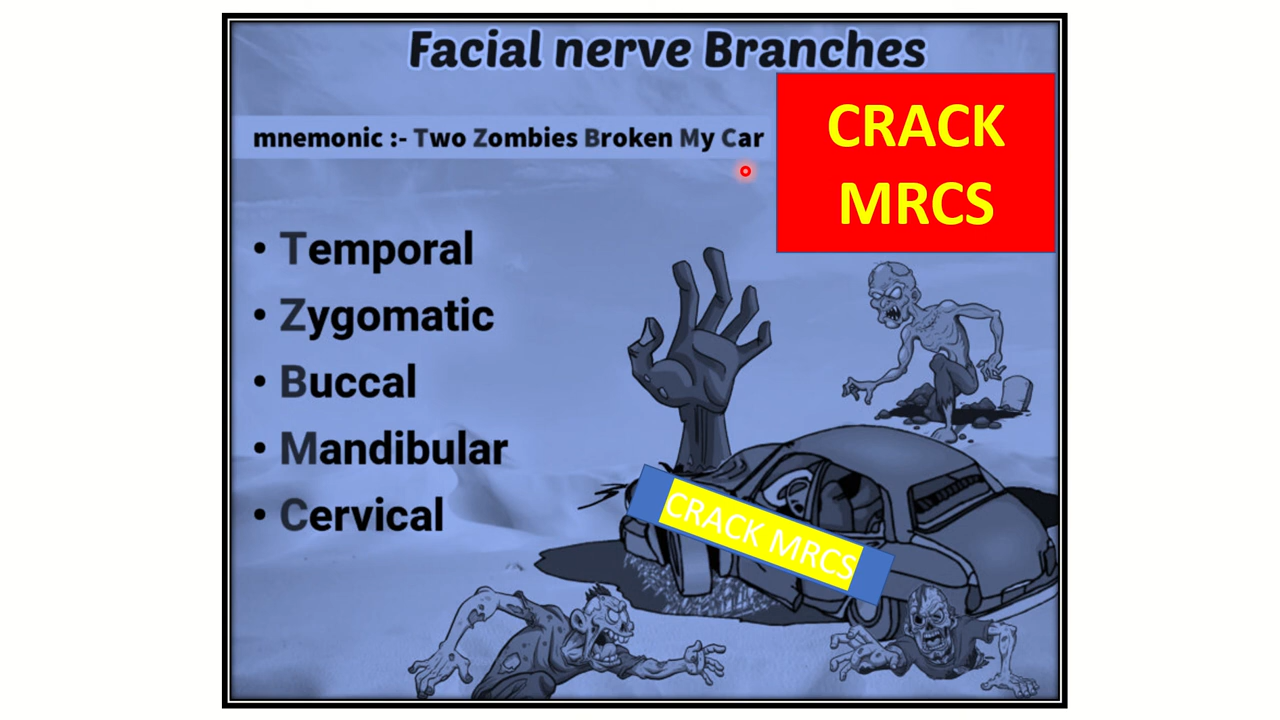 Facial nerve Branches
CRACK
MRCS
mnemonic :- Two Zombies Broken My Car
• Temporal
• Zygomatic
• Buccal
• Mandibular
• Cervical
CRACK MRCS